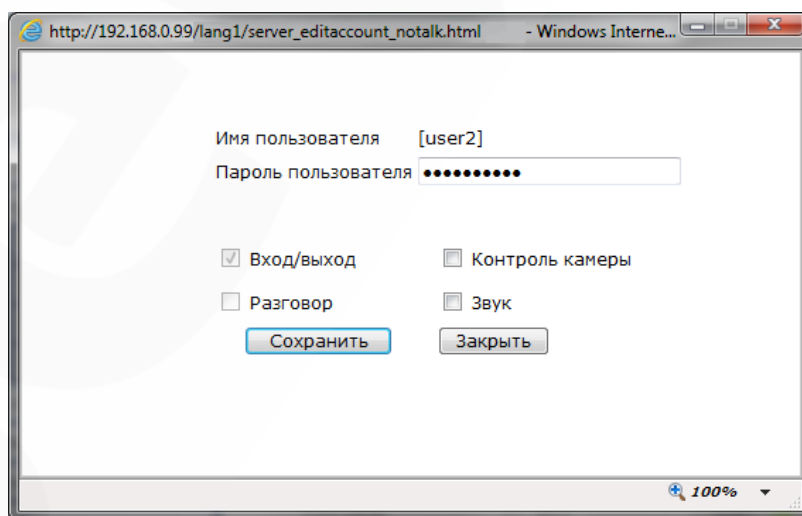 http://192.168.0.99/lang1/server_editaccount_notalk.html - Windows Interne...
Имя пользователя [user2]
Пароль пользователя ••••••••••
Вход/выход Контроль камеры
Разговор Звук
Сохранить Закрыть
100%